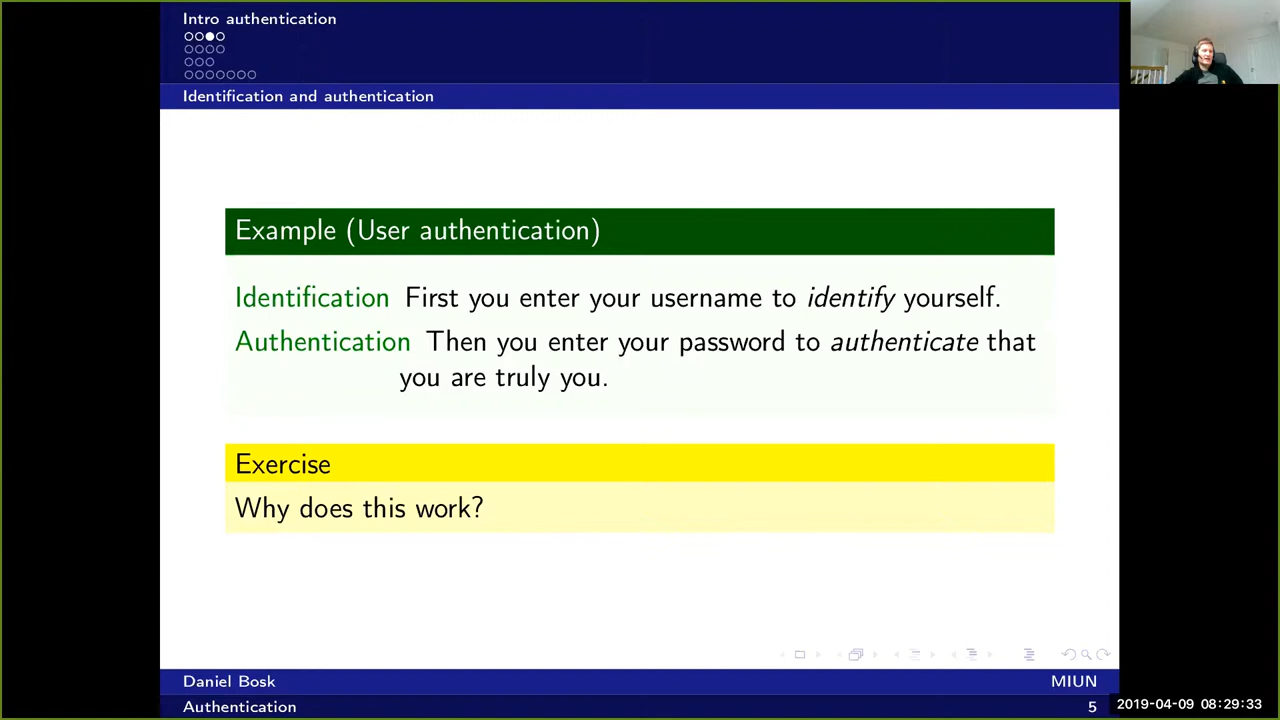 Intro authentication
Identification and authentication
Example (User authentication)
Identification First you enter your username to identify yourself.
Authentication Then you enter your password to authenticate that
you are truly you.
Exercise
Why does this work?
Daniel Bosk
MIUN
Authentication
5
2019-04-09 08:29:33